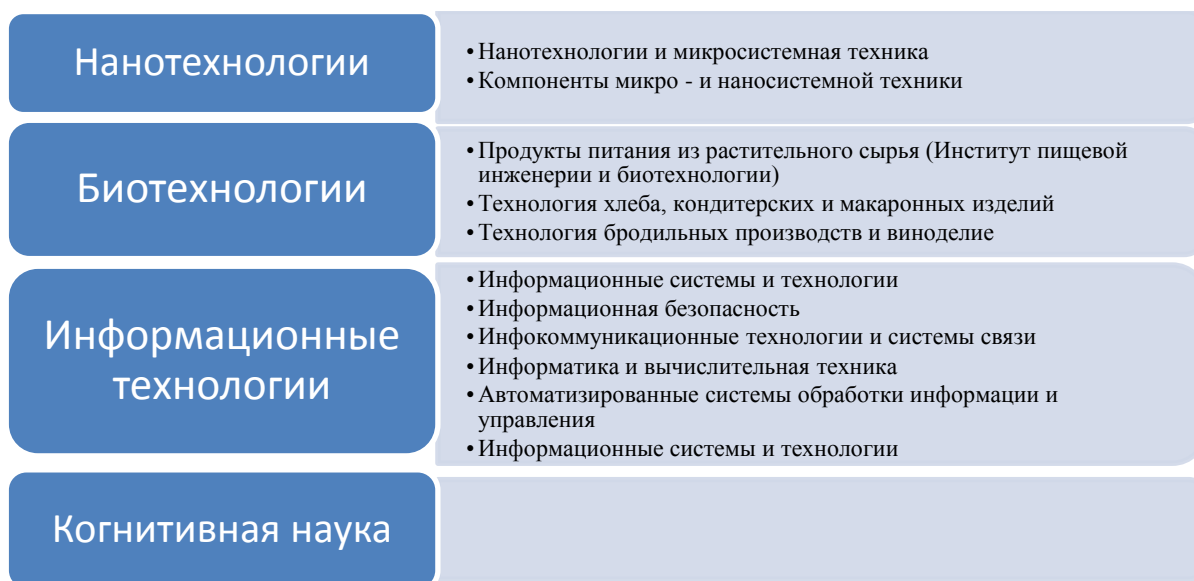 Нанотехнологии
• Нанотехнологии и микросистемная техника
• Компоненты микро - и наносистемной техники
Биотехнологии
• Продукты питания из растительного сырья (Институт пищевой
инженерии и биотехнологии)
• Технология хлеба, кондитерских и макаронных изделий
• Технология бродильных производств и виноделие
Информационные
технологии
• Информационные системы и технологии
• Информационная безопасность
• Инфокоммуникационные технологии и системы связи
• Информатика и вычислительная техника
• Автоматизированные системы обработки информации и
управления
• Информационные системы и технологии
Когнитивная наука